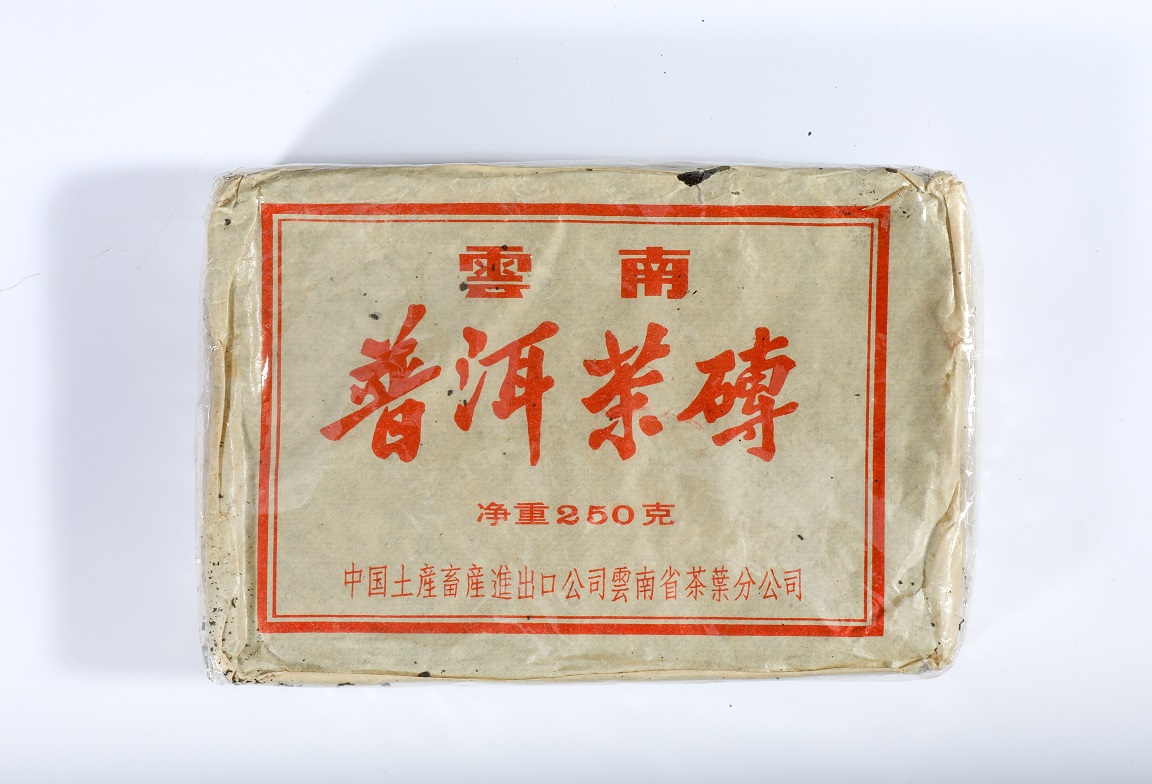 雲南
普洱茶磚
净重250克
中国土産畜産進出口公司雲南省茶葉分公司